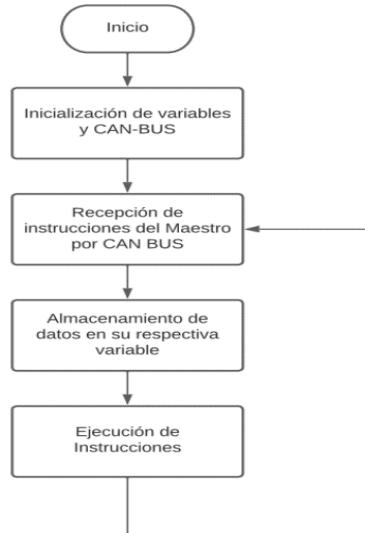 Inicio
Inicialización de variables
y CAN-BUS
Recepción de
instrucciones del Maestro
por CAN BUS
Almacenamiento de
datos en su respectiva
variable
Ejecución de
Instrucciones